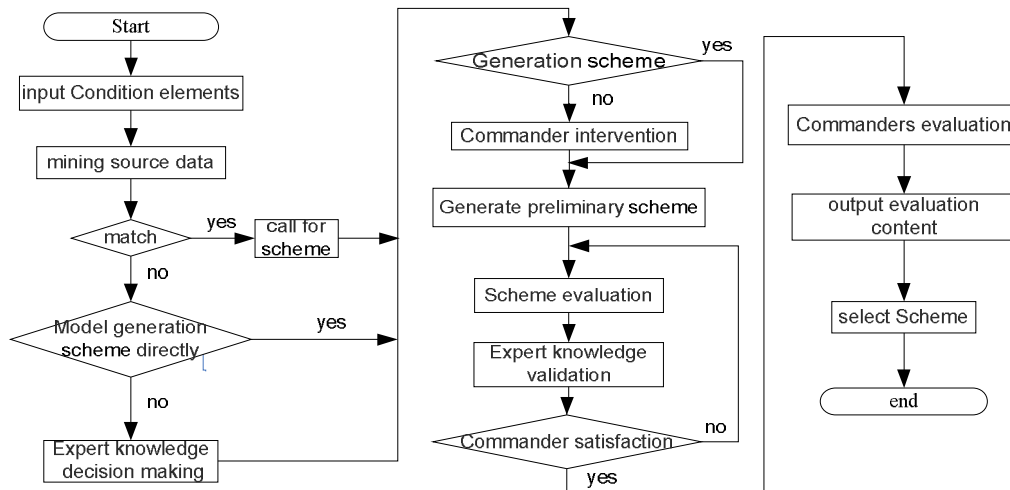 Start
input Condition elements
mining source data
match
yes
call for
scheme
no
Model generation
scheme directly
yes
no
Expert knowledge
decision making
Generation scheme
yes
no
Commander intervention
Generate preliminary scheme
Scheme evaluation
Expert knowledge
validation
Commander satisfaction
no
yes
Commanders evaluation
output evaluation
content
select Scheme
end